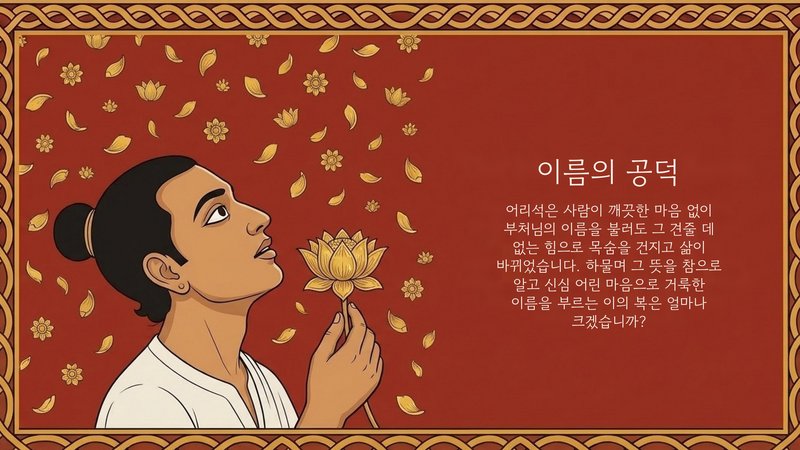 이름의 공덕
어리석은 사람이 깨끗한 마음 없이
부처님의 이름을 불러도 그 견줄 데
없는 힘으로 목숨을 건지고 삶이
바뀌었습니다. 하물며 그 뜻을 참으로
알고 신심 어린 마음으로 거룩한
이름을 부르는 이의 복은 얼마나
크겠습니까?